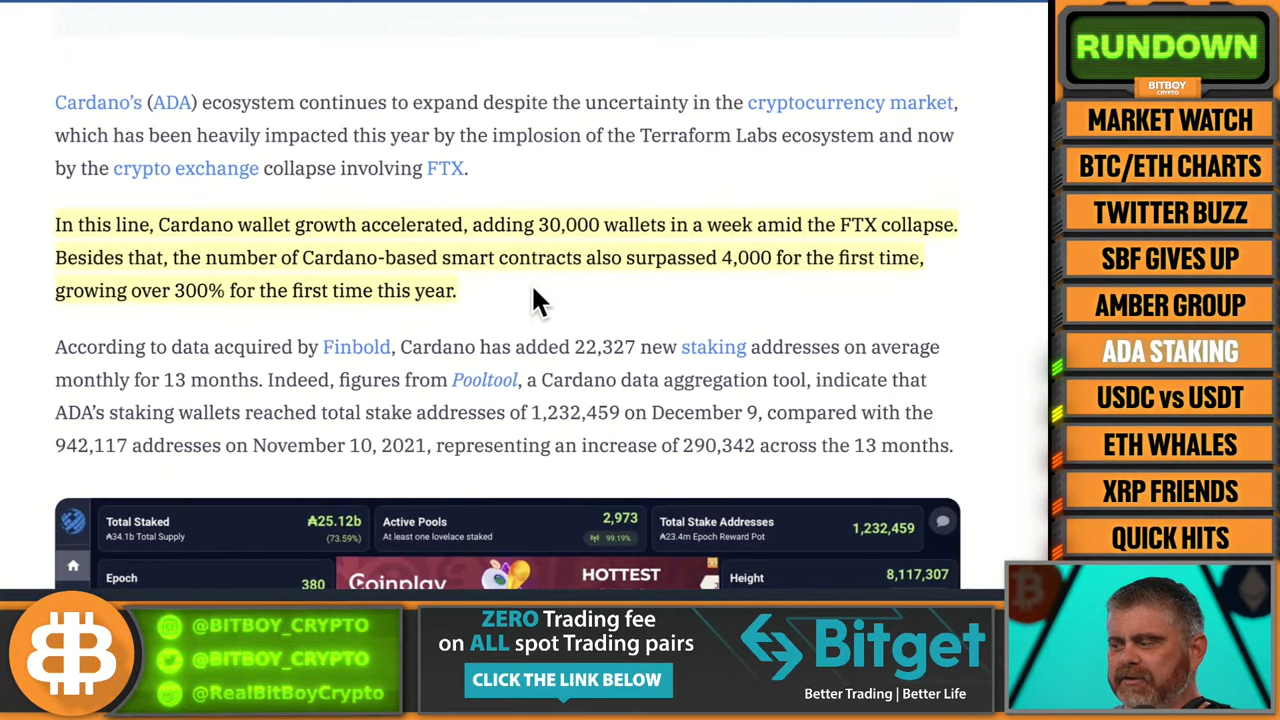 Cardano's (ADA) ecosystem continues to expand despite the uncertainty in the cryptocurrency market,
which has been heavily impacted this year by the implosion of the Terraform Labs ecosystem and now
by the crypto exchange collapse involving FTX.
In this line, Cardano wallet growth accelerated, adding 30,000 wallets in a week amid the FTX collapse.
Besides that, the number of Cardano-based smart contracts also surpassed 4,000 for the first time,
growing over 300% for the first time this year.
According to data acquired by Finbold, Cardano has added 22,327 new staking addresses on average
monthly for 13 months. Indeed, figures from Pooltool, a Cardano data aggregation tool, indicate that
ADA's staking wallets reached total stake addresses of 1,232,459 on December 9, compared with the
942,117 addresses on November 10, 2021, representing an increase of 290,342 across the 13 months.
Total Staked
₳34.1b Total Supply
₳25.12b
(73.59%)
Active Pools
At least one lovelace staked
2,973
99.19%
Total Stake Addresses
₳23.4m Epoch Reward Pot
1,232,459
Epoch
380
Coinplay
HOTTEST
Height
8,117,307
RUNDOWN
BITBOY
CRYPTO
MARKET WATCH
BTC/ETH CHARTS
TWITTER BUZZ
SBF GIVES UP
AMBER GROUP
ADA STAKING
USDC vs USDT
ETH WHALES
XRP FRIENDS
QUICK HITS
@BITBOY_CRYPTO
@BITBOY_CRYPTO
@RealBitBoyCrypto
ZERO Trading fee
on ALL spot Trading pairs
CLICK THE LINK BELOW
Bitget
Better Trading | Better Life